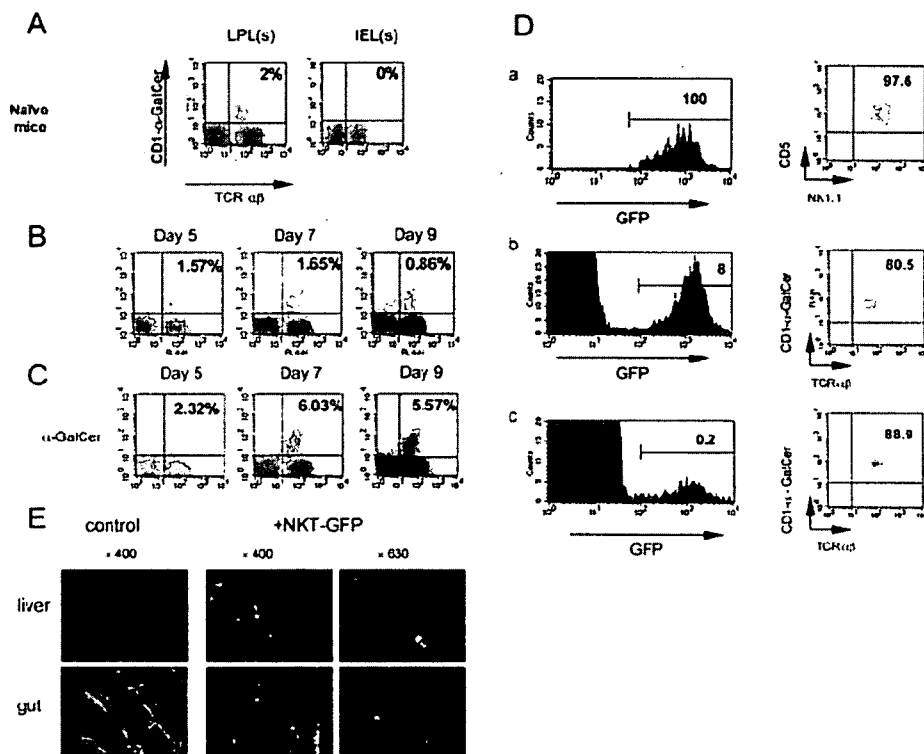 A
LPL(s) IEL(s)
CD1-α-GalCer
2% 0%
Naïve
mice
TCR αβ
B
Day 5 Day 7 Day 9
1.57% 1.65% 0.86%
C
Day 5 Day 7 Day 9
α-GalCer
2.32% 6.03% 5.57%
E
control +NKT-GFP
× 400 × 400 × 630
liver
gut
D
a
100
Counts
GFP
97.6
CD5
NK1.1
b
8
Counts
GFP
80.5
CD1-α-GalCer
TCRαβ
c
0.2
Counts
GFP
88.9
CD1-α-GalCer
TCRαβ